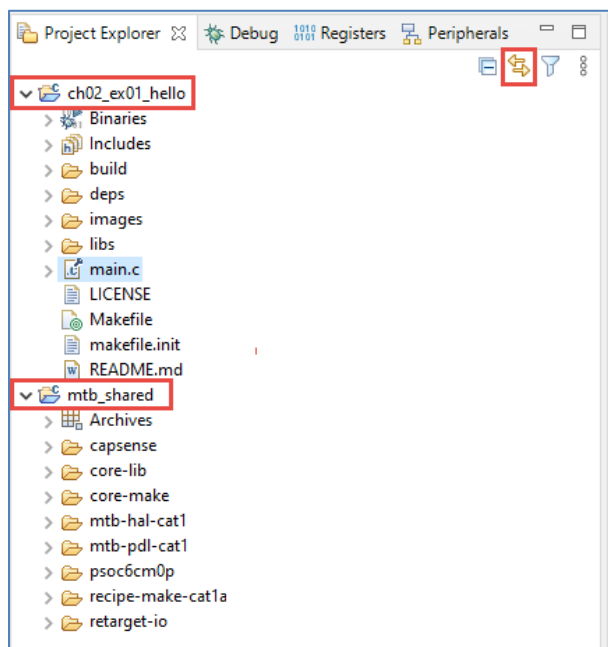 Project Explorer Debug Registers Peripherals
ch02_ex01_hello
Binaries
Includes
build
deps
images
libs
main.c
LICENSE
Makefile
makefile.init
README.md
mtb_shared
Archives
capsense
core-lib
core-make
mtb-hal-cat1
mtb-pdl-cat1
psoc6cm0p
recipe-make-cat1a
retarget-io